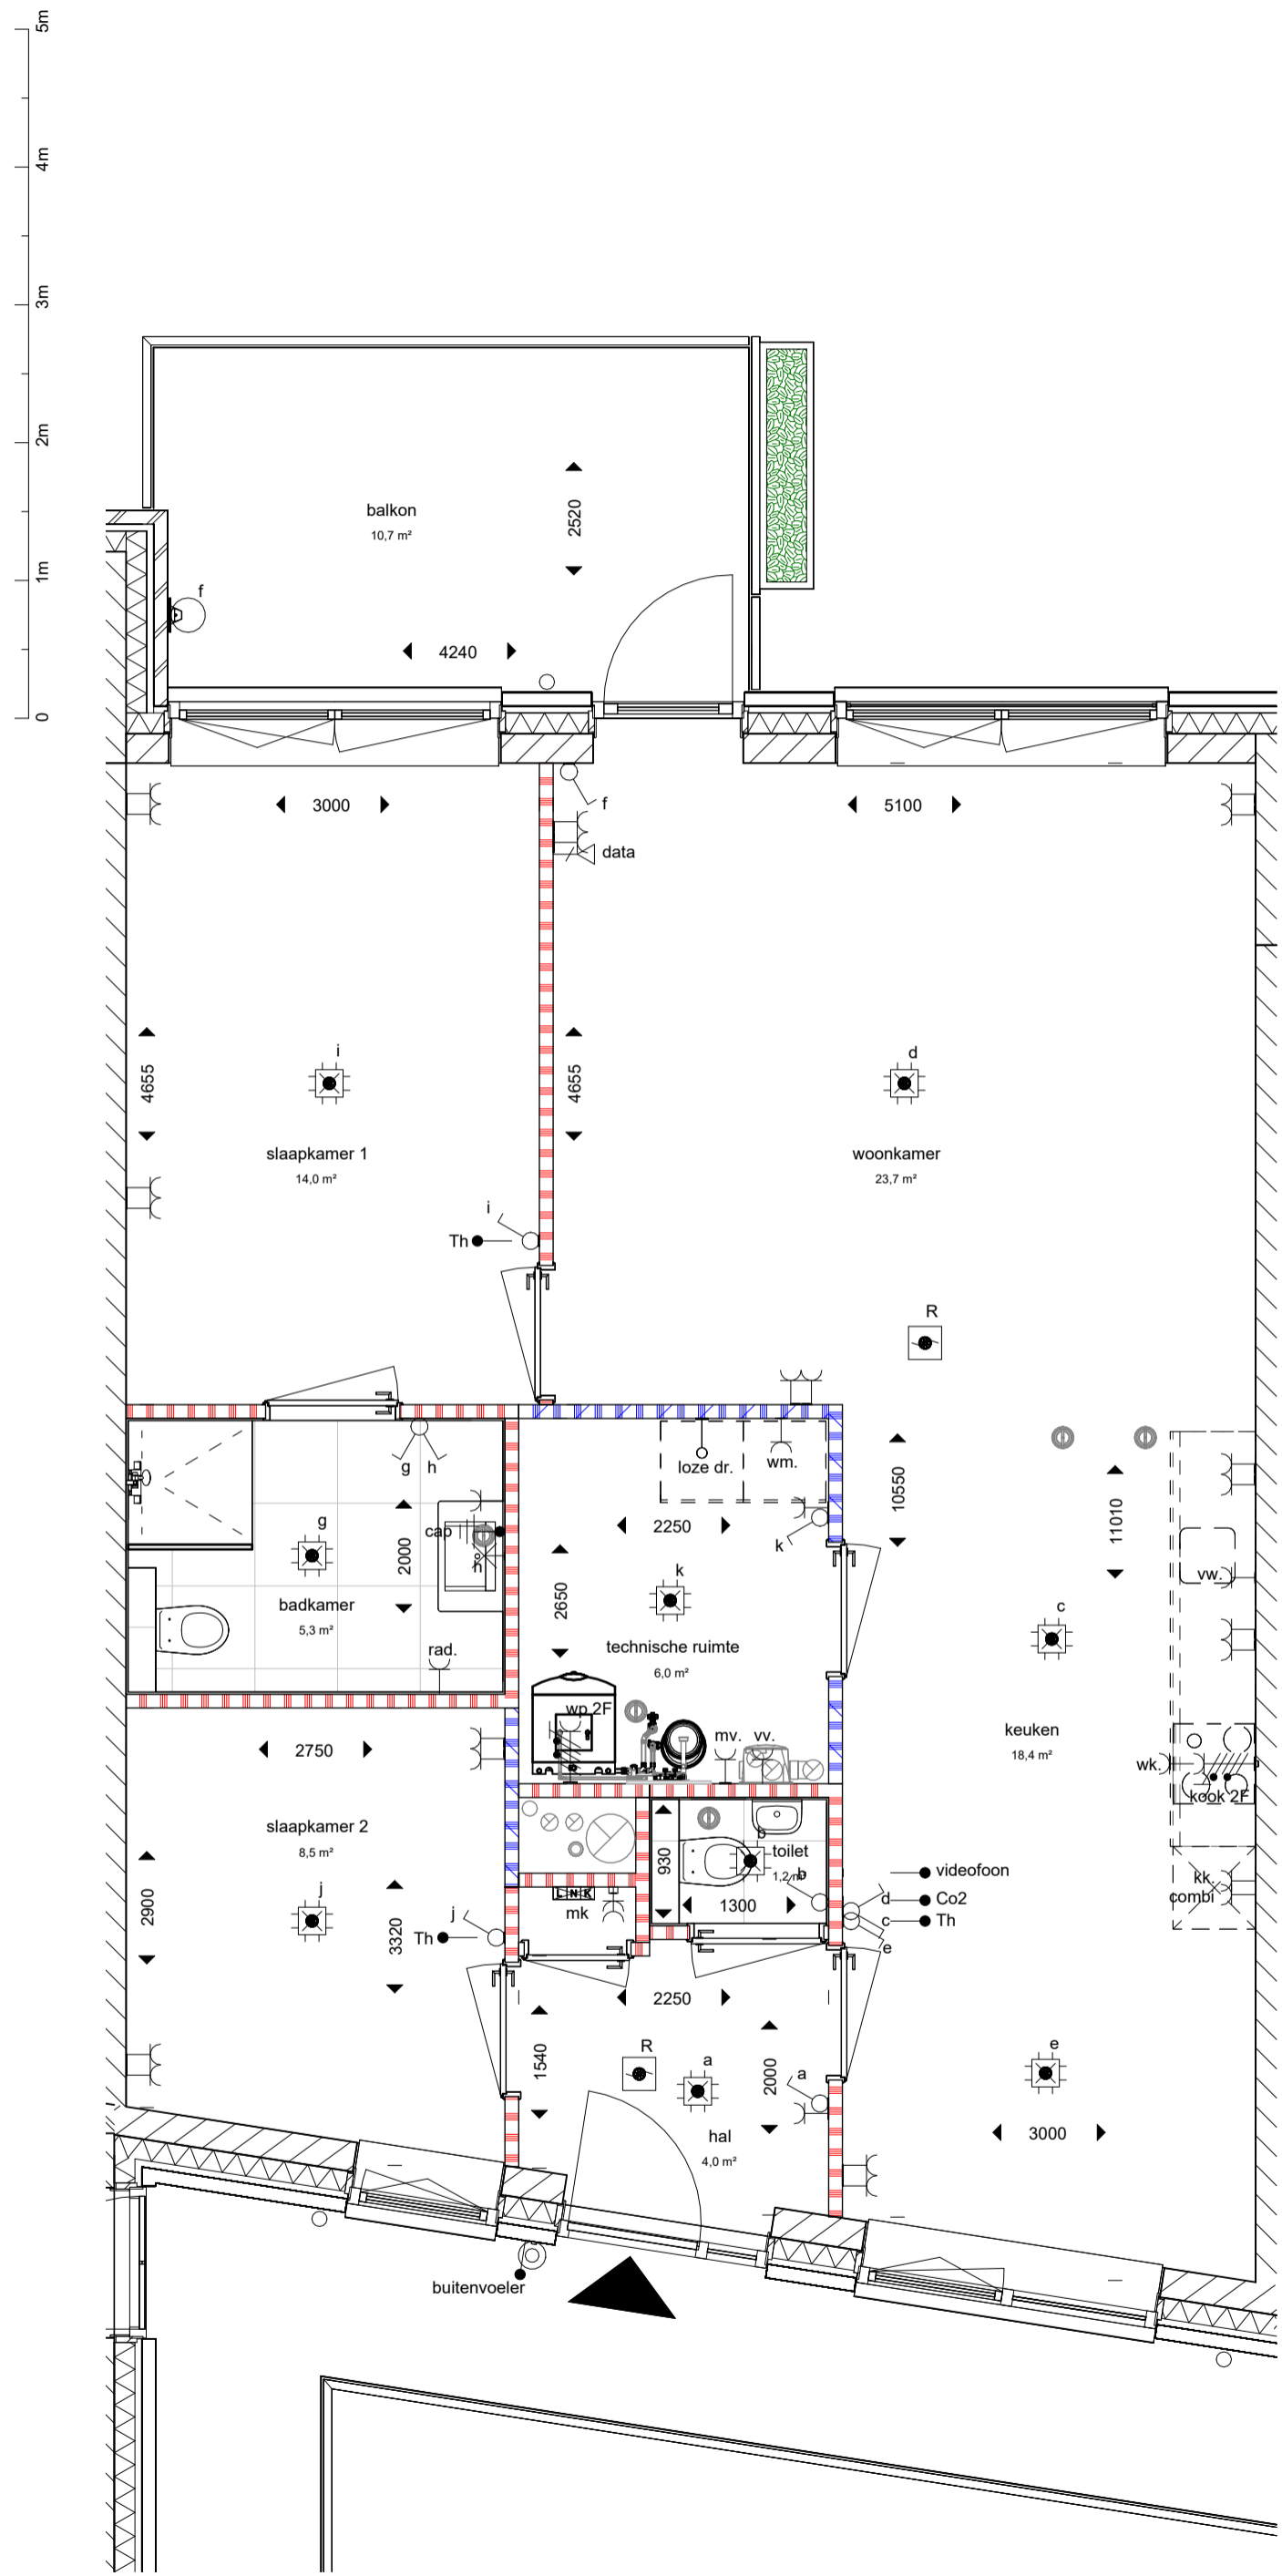 5m
4m
3m
2m
1m
0
balkon
10,7 m²
2520
4240
f
f
data
3000
5100
4655
i
slaapkamer 1
14,0 m²
i
Th
4655
d
woonkamer
23,7 m²
R
g h
g
2000
cap
h
badkamer
5,3 m²
rad.
loze dr.
wm.
2250
k
2650
k
technische ruimte
6,0 m²
wp 2F
mv.
vv.
10550
11010
vw.
c
keuken
18,4 m²
wk.
kook 2F
kk.
combi
2750
slaapkamer 2
8,5 m²
2900
j
3320
j
Th
L N K
mk
930
b
toilet
1,2 m²
b
1300
videofoon
d
Co2
c
Th
e
2250
1540
R
a
2000
a
hal
4,0 m²
e
3000
buitenvoeler